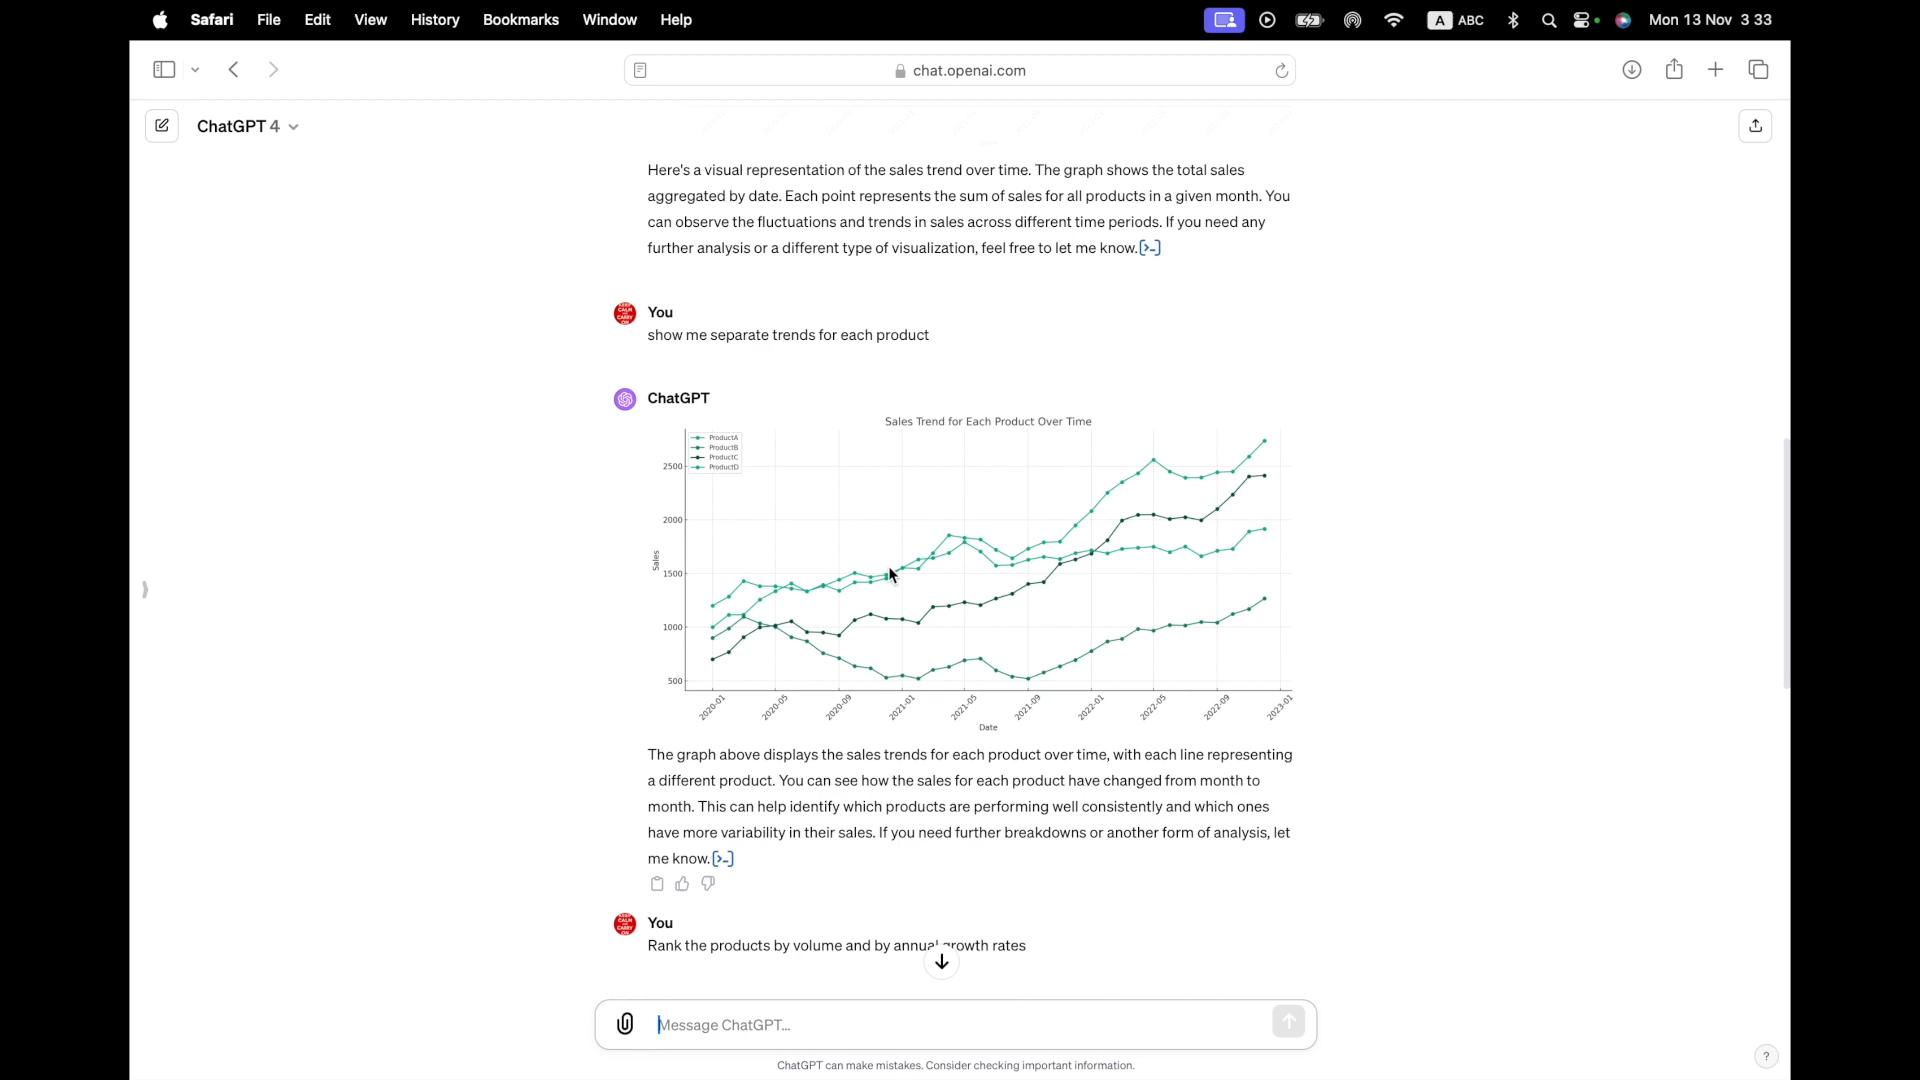 Safari File Edit View History Bookmarks Window Help A ABC Mon 13 Nov 3 33
chat.openai.com
ChatGPT 4
Here's a visual representation of the sales trend over time. The graph shows the total sales
aggregated by date. Each point represents the sum of sales for all products in a given month. You
can observe the fluctuations and trends in sales across different time periods. If you need any
further analysis or a different type of visualization, feel free to let me know. [>_]
KEEP CALM AND CARRY ON
You
show me separate trends for each product
ChatGPT
Sales Trend for Each Product Over Time
ProductA
ProductB
ProductC
ProductD
2500
2000
1500
1000
500
Sales
2020-01 2020-05 2020-09 2021-01 2021-05 2021-09 2022-01 2022-05 2022-09 2023-01
Date
The graph above displays the sales trends for each product over time, with each line representing
a different product. You can see how the sales for each product have changed from month to
month. This can help identify which products are performing well consistently and which ones
have more variability in their sales. If you need further breakdowns or another form of analysis, let
me know. [>_]
KEEP CALM AND CARRY ON
You
Rank the products by volume and by annual growth rates
Message ChatGPT...
ChatGPT can make mistakes. Consider checking important information.
?